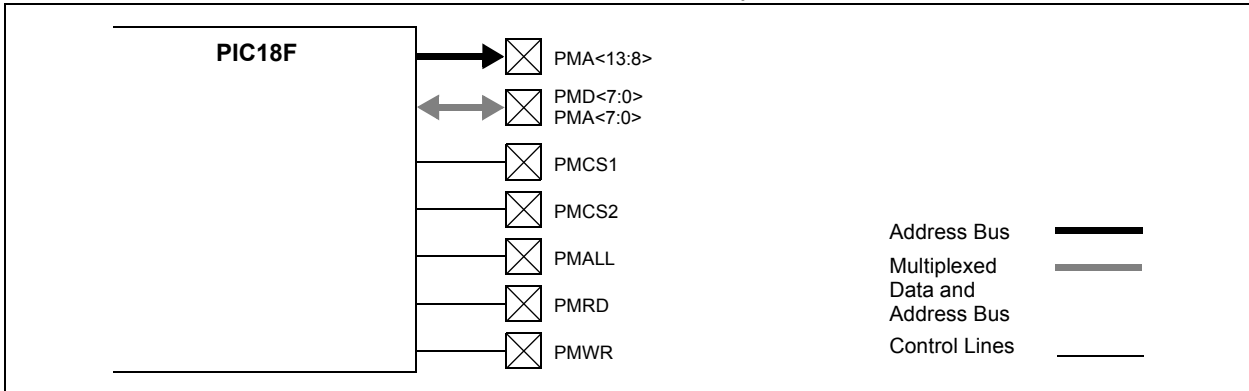 PIC18F
PMA<13:8>
PMD<7:0>
PMA<7:0>
PMCS1
PMCS2
PMALL
PMRD
PMWR
Address Bus
Multiplexed
Data and
Address Bus
Control Lines